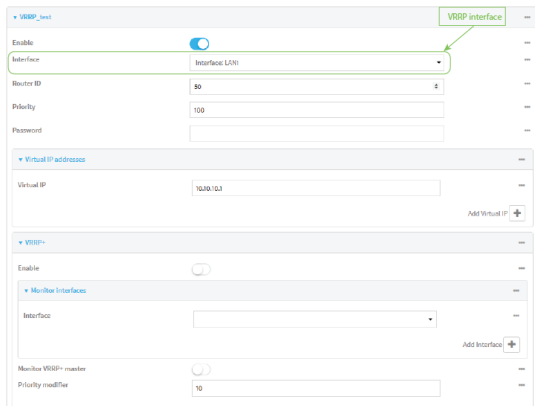 VRRP_test
VRRP interface
Enable
Interface
Interface: LAN1
Router ID
50
Priority
100
Password
Virtual IP addresses
Virtual IP
10.10.10.1
Add Virtual IP
VRRP+
Enable
Monitor Interfaces
Interface
Add Interface
Monitor VRRP+ master
Priority modifier
10